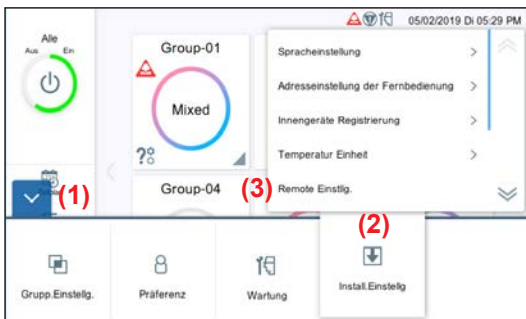 05/02/2019 Di 05:29 PM
Alle
Aus Ein
Group-01
Mixed
Group-04
Spracheinstellung
Adresseinstellung der Fernbedienung
Innengeräte Registrierung
Temperatur Einheit
Remote Einstllg.
(1)
(3)
(2)
Grupp.Einstellg.
Präferenz
Wartung
Install.Einstellg